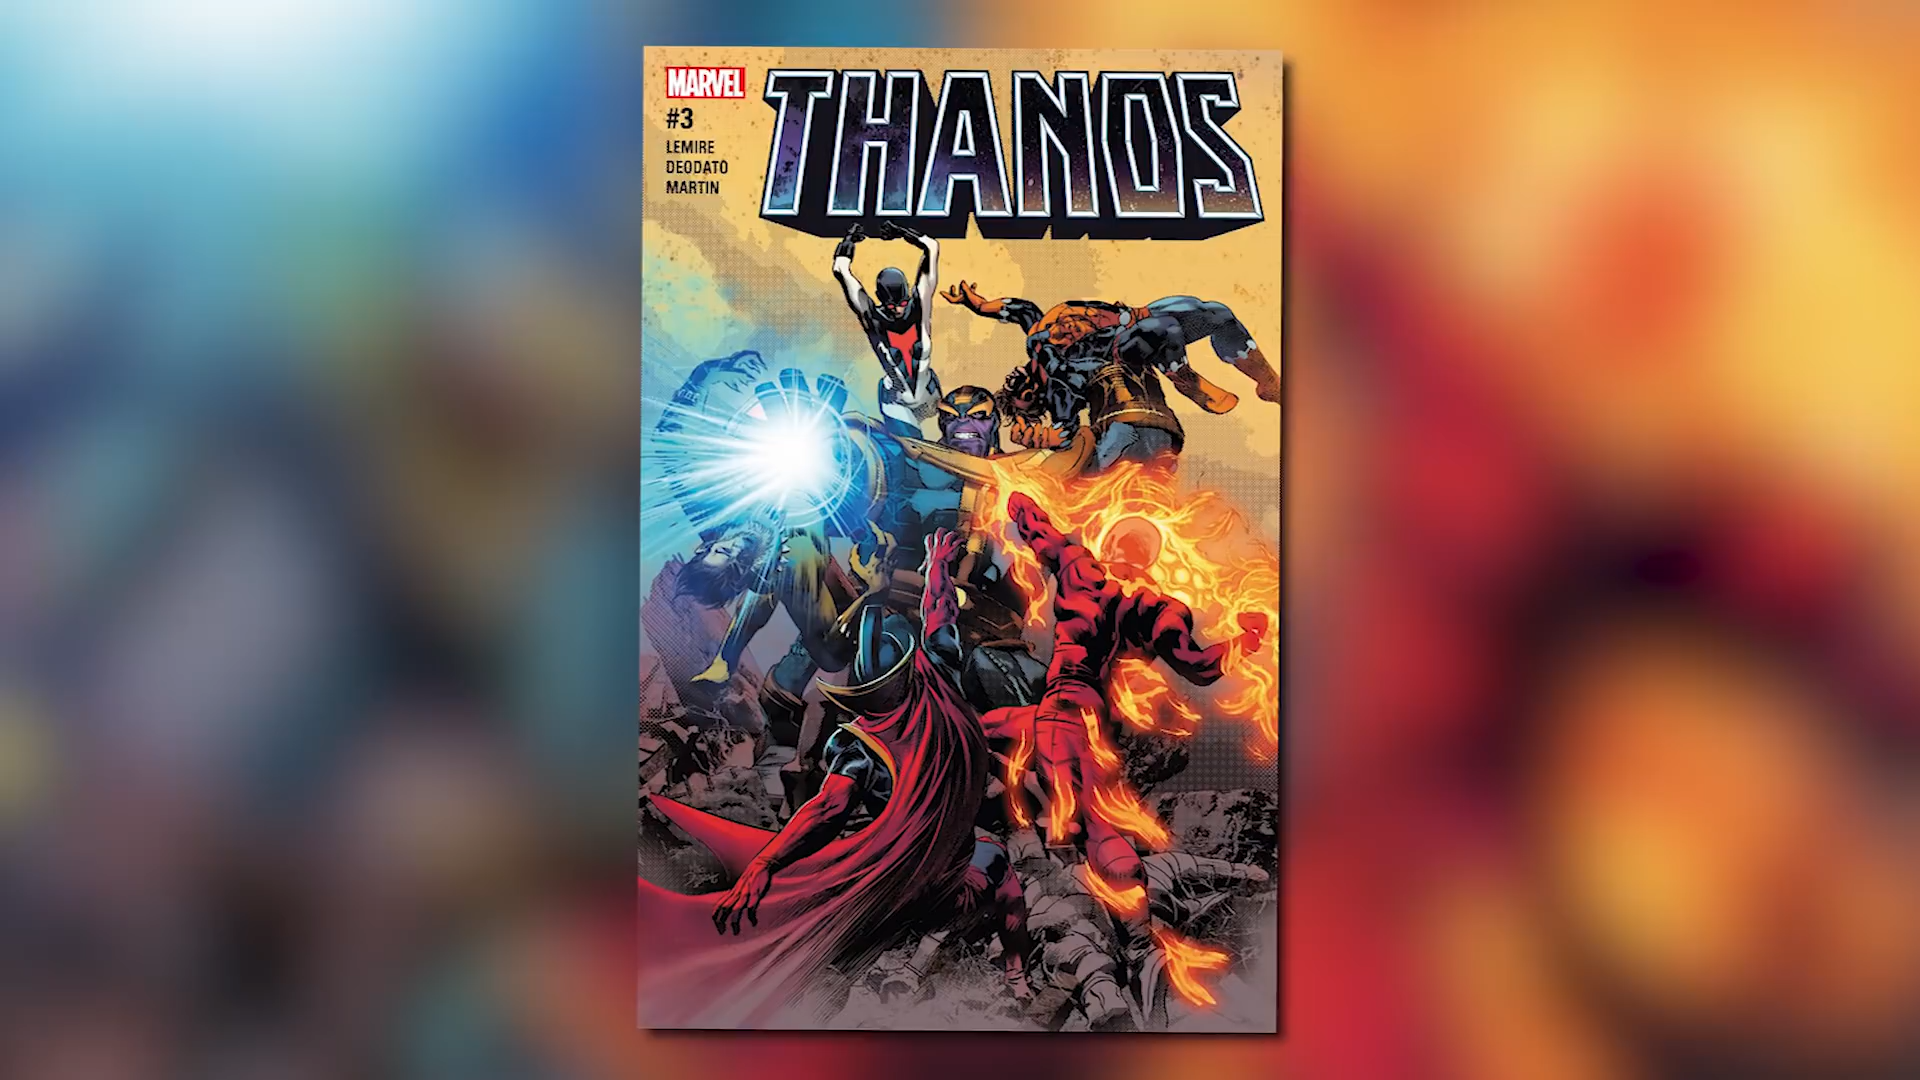 MARVEL
#3
LEMIRE
DEODATO
MARTIN
THANOS